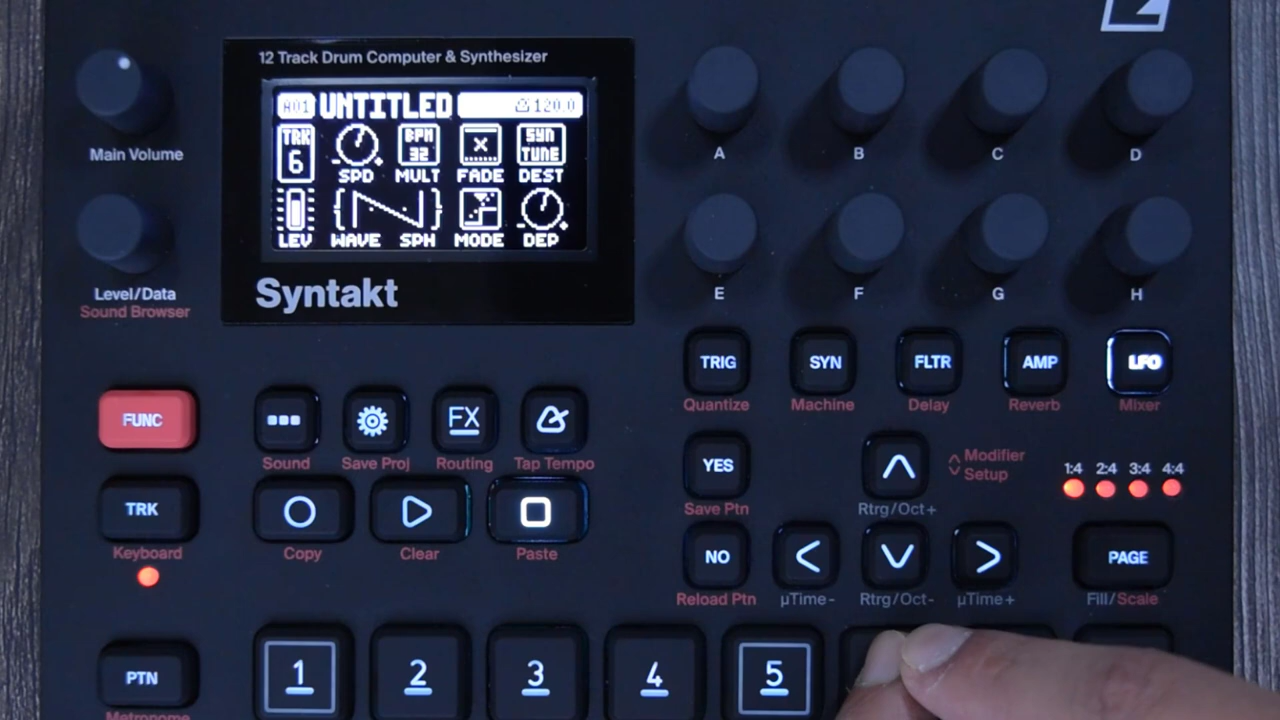 12 Track Drum Computer & Synthesizer
A01 UNTITLED 120.0
TRK 6
BPM 32
SYN TUNE
SPD MULT FADE DEST
LEV WAVE SPH MODE DEP
Syntakt
Main Volume
Level/Data
Sound Browser
A B C D
E F G H
TRIG SYN FLTR AMP LFO
Quantize Machine Delay Reverb Mixer
FUNC FX
Sound Save Proj Routing Tap Tempo
YES
Modifier
Setup
1:4 2:4 3:4 4:4
Save Ptn Rtrg/Oct+
TRK
Keyboard Copy Clear Paste
NO PAGE
Reload Ptn µTime- Rtrg/Oct- µTime+ Fill/Scale
PTN 1 2 3 4 5
Metronome